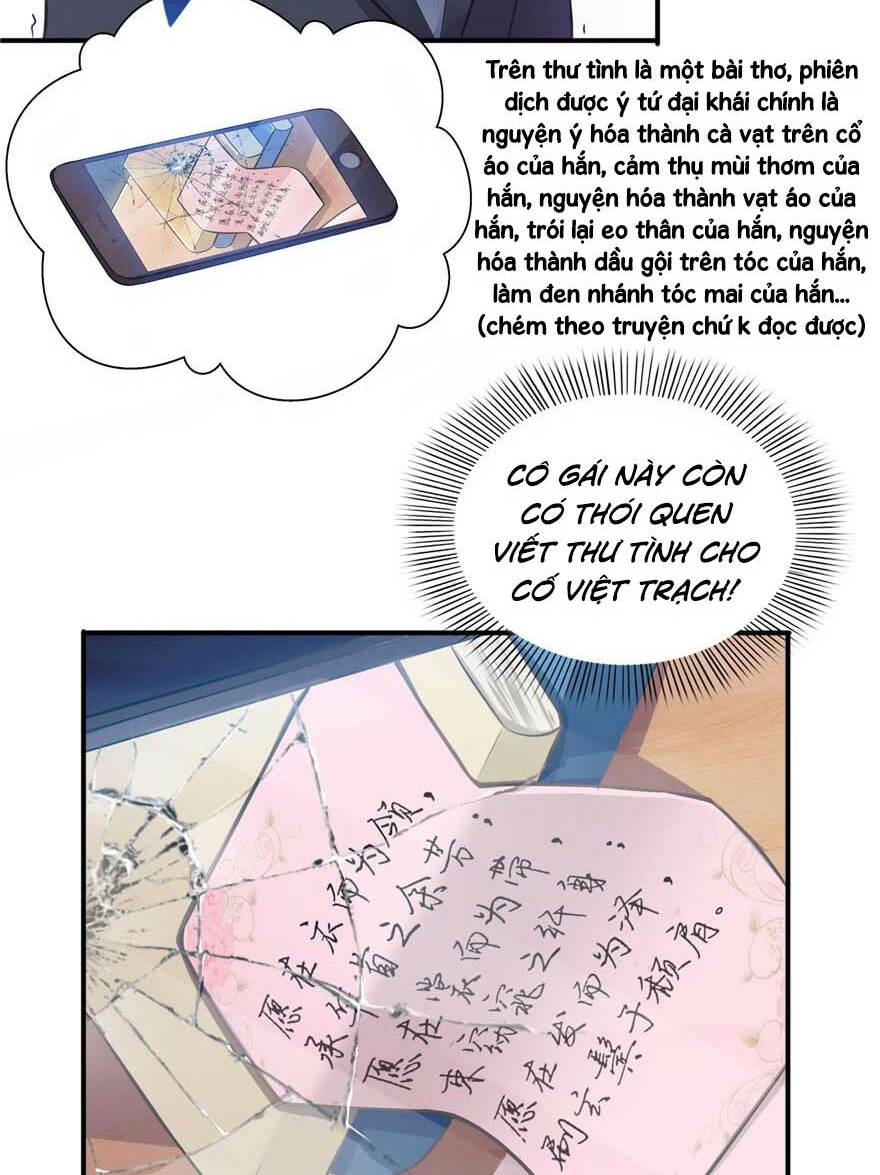 Trên thư tình là một bài thơ, phiên
dịch được ý tứ đại khái chính là
nguyện ý hóa thành cà vạt trên cổ
áo của hắn, cảm thụ mùi thơm của
hắn, nguyện hóa thành vạt áo của
hắn, trói lại eo thân của hắn, nguyện
hóa thành dầu gội trên tóc của hắn,
làm đen nhánh tóc mai của hắn...
(chém theo truyện chứ k đọc được)
CÔ GÁI NÀY CÒN
CÓ THÓI QUEN
VIẾT THƯ TÌNH CHO
CỐ VIỆT TRẠCH!
愿在衣而为领，
承华首之余芳；
愿在裳而为带，
束窈窕之纤身；
愿在发而为泽，
刷玄鬓于颓肩。